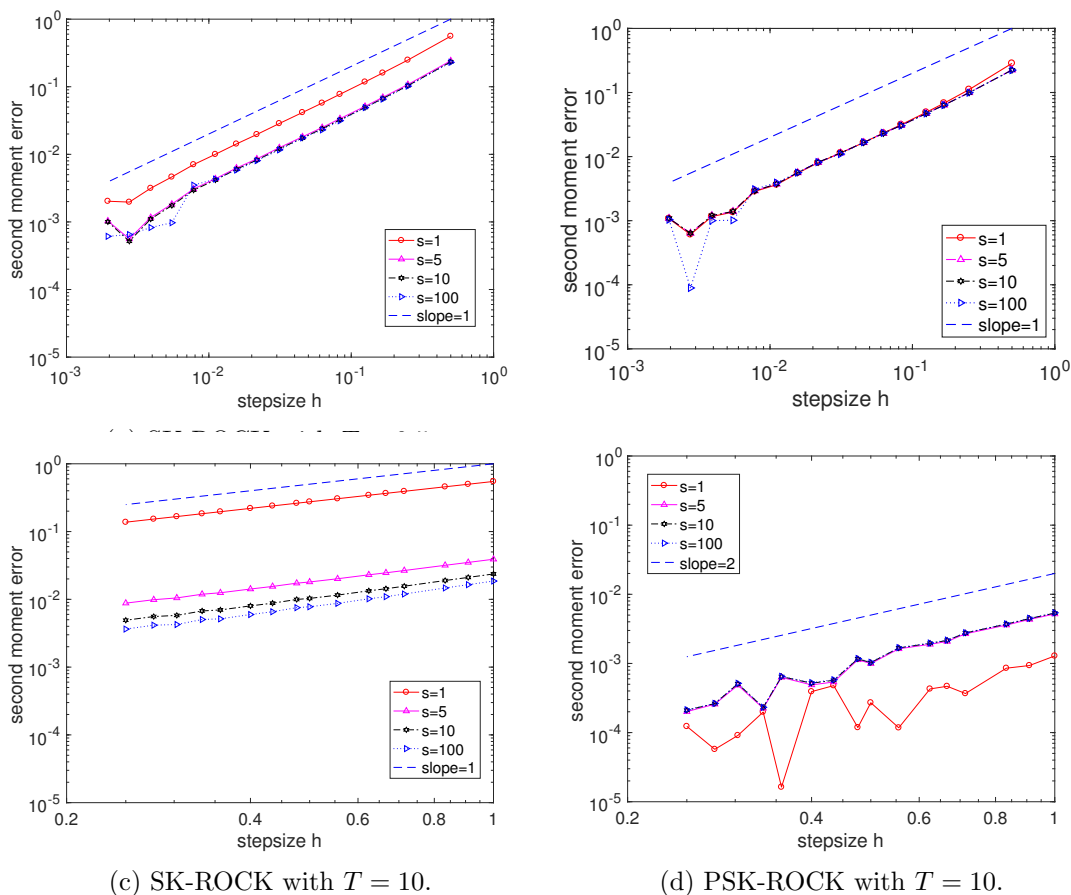 10^0
10^-1
10^-2
10^-3
10^-4
10^-5
second moment error
s=1
s=5
s=10
s=100
slope=1
10^-3
10^-2
10^-1
10^0
stepsize h
10^0
10^-1
10^-2
10^-3
10^-4
10^-5
second moment error
s=1
s=5
s=10
s=100
slope=1
10^-3
10^-2
10^-1
10^0
stepsize h
10^0
10^-1
10^-2
10^-3
10^-4
10^-5
second moment error
s=1
s=5
s=10
s=100
slope=1
0.2
0.4
0.6
0.8
1
stepsize h
(c) SK-ROCK with T = 10.
10^0
10^-1
10^-2
10^-3
10^-4
10^-5
second moment error
s=1
s=5
s=10
s=100
slope=2
0.2
0.4
0.6
0.8
1
stepsize h
(d) PSK-ROCK with T = 10.